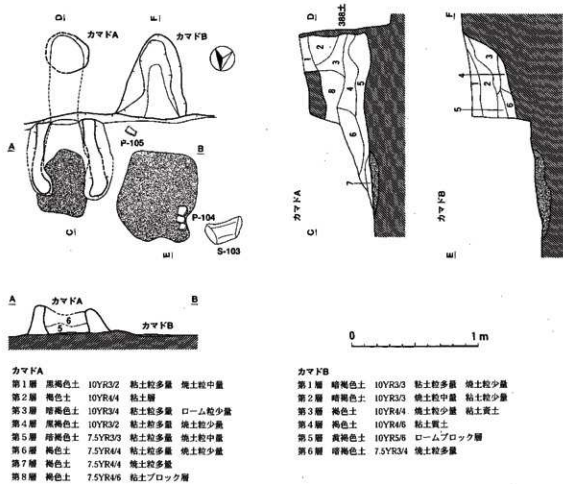 D
F
カマドA
カマドB
P-105
A
B
P-104
C
E
S-103
D
388土
1
2
3
8
4
5
6
7
カマドA
C
F
4
1
2
3
5
6
カマドB
E
A
カマドA
B
6
5
カマドB
0 1 m
カマドA
第1層 黒褐色土 10YR3/2 粘土粒多量 焼土粒中量
第2層 褐色土 10YR4/4 粘土層
第3層 暗褐色土 10YR3/4 粘土粒多量 ローム粒少量
第4層 黒褐色土 10YR3/2 粘土粒多量 焼土粒少量
第5層 暗褐色土 7.5YR3/3 粘土粒多量 焼土粒中量
第6層 褐色土 7.5YR4/4 粘土粒多量 焼土粒少量
第7層 褐色土 7.5YR4/4 焼土粒多量
第8層 褐色土 7.5YR4/6 粘土ブロック層
カマドB
第1層 暗褐色土 10YR3/3 粘土粒多量 焼土粒少量
第2層 暗褐色土 10YR3/3 焼土粒中量 粘土粒少量
第3層 褐色土 10YR4/4 焼土粒少量 粘土質土
第4層 褐色土 10YR4/6 粘土質土
第5層 黄褐色土 10YR5/6 ロームブロック層
第6層 暗褐色土 7.5YR3/4 焼土粒多量